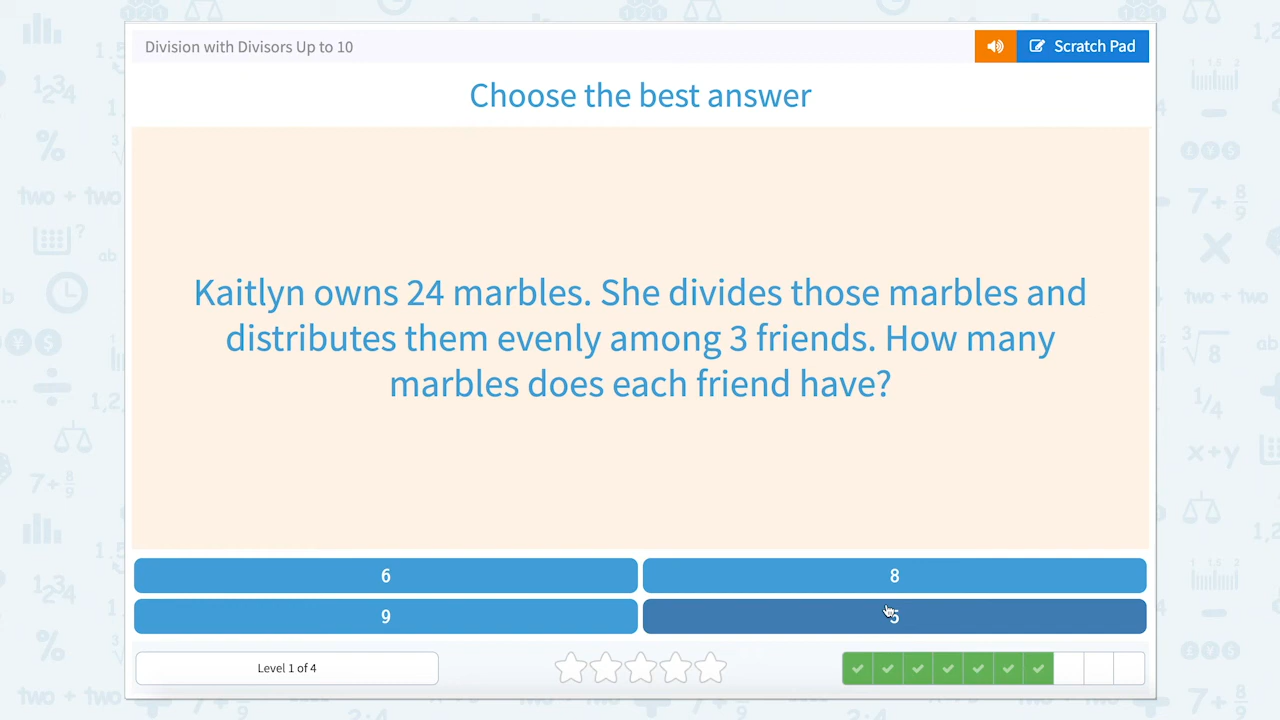 Division with Divisors Up to 10
Scratch Pad
Choose the best answer
Kaitlyn owns 24 marbles. She divides those marbles and
distributes them evenly among 3 friends. How many
marbles does each friend have?
6
8
9
5
Level 1 of 4